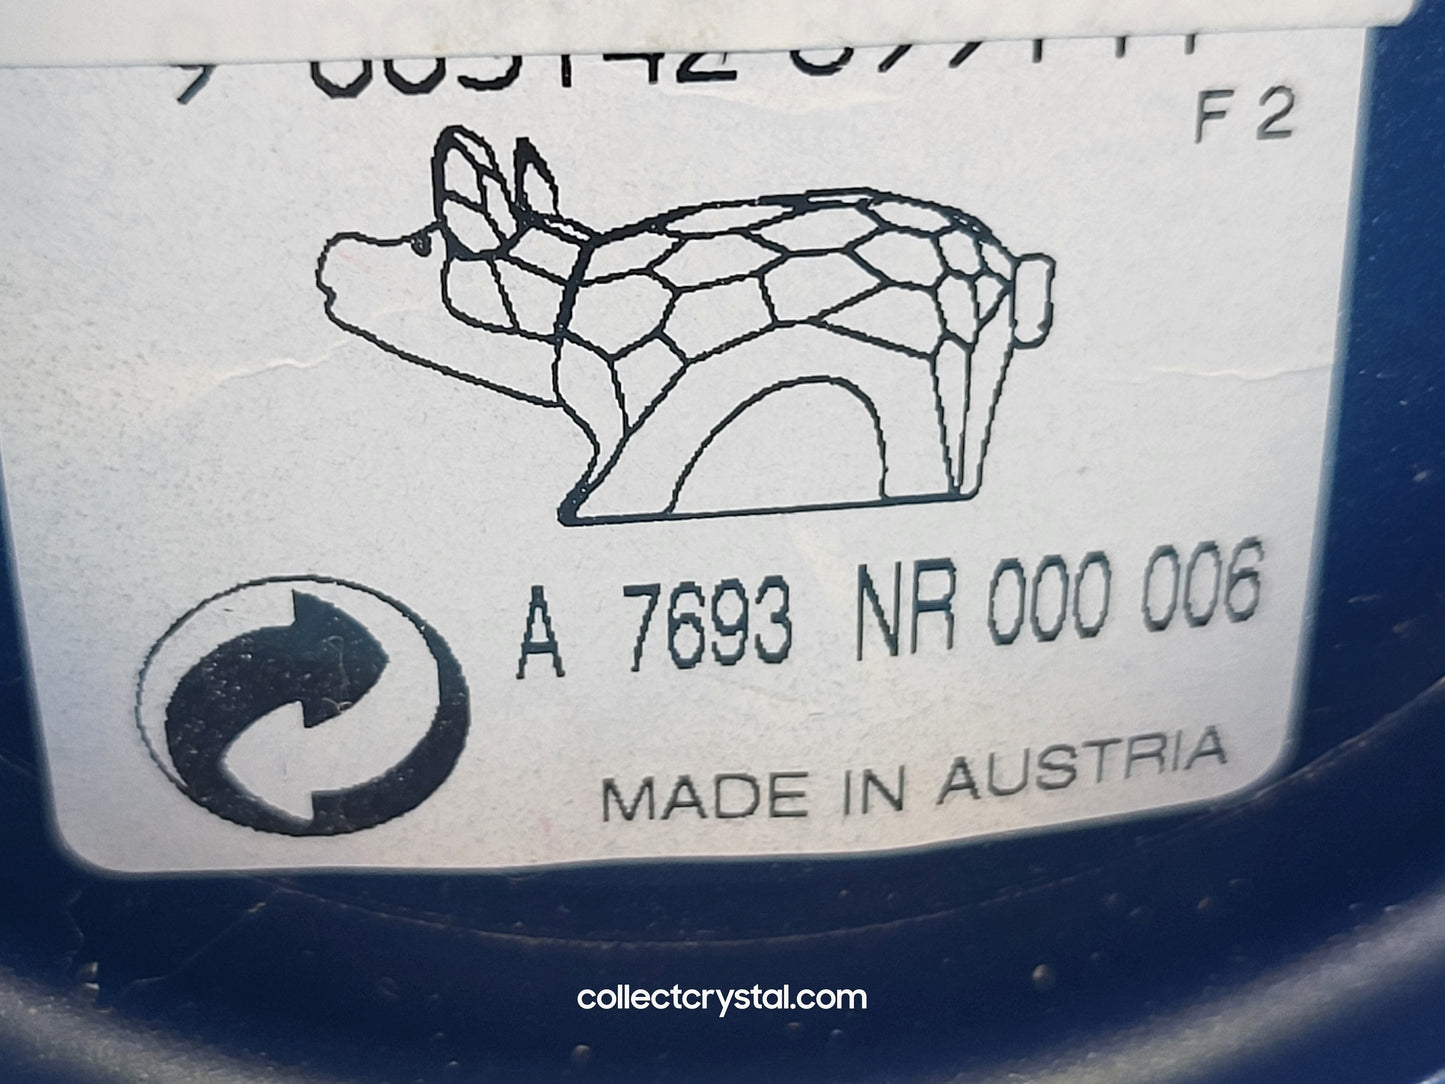 F 2
A 7693 NR 000 006
MADE IN AUSTRIA
collectcrystal.com